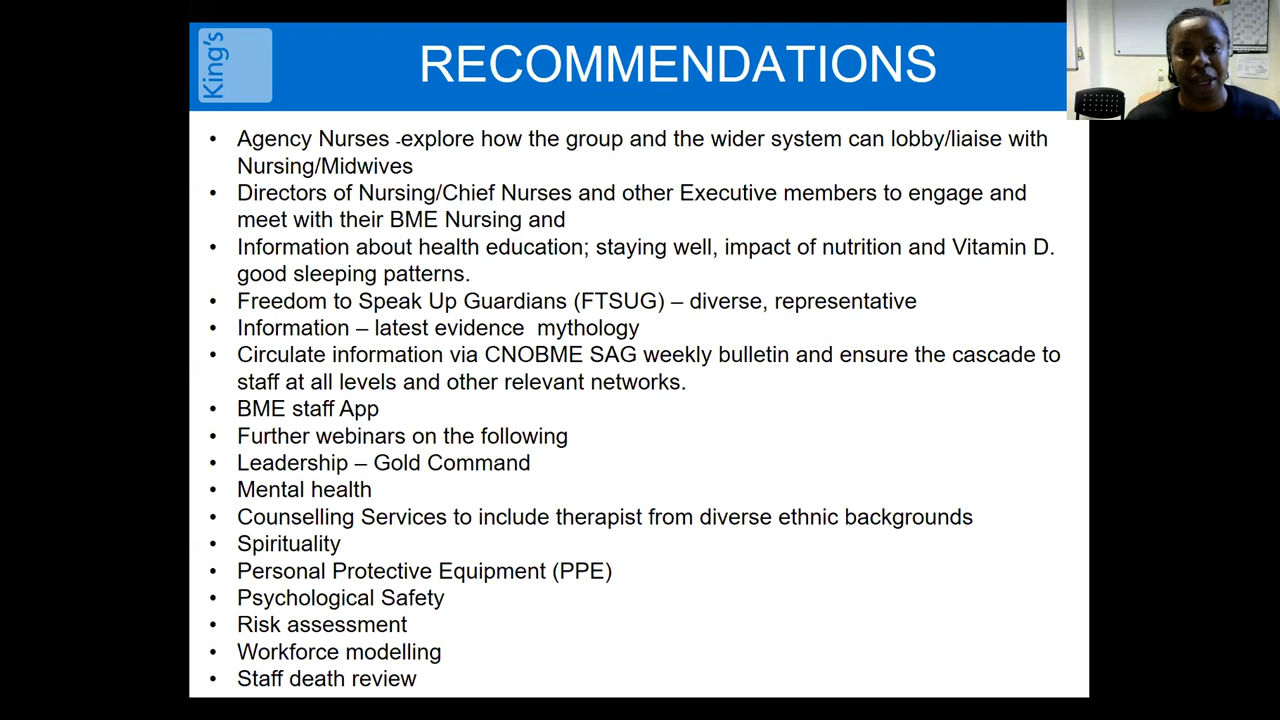 King's
RECOMMENDATIONS
• Agency Nurses -explore how the group and the wider system can lobby/liaise with
Nursing/Midwives
• Directors of Nursing/Chief Nurses and other Executive members to engage and
meet with their BME Nursing and
• Information about health education; staying well, impact of nutrition and Vitamin D.
good sleeping patterns.
• Freedom to Speak Up Guardians (FTSUG) – diverse, representative
• Information – latest evidence  mythology
• Circulate information via CNOBME SAG weekly bulletin and ensure the cascade to
staff at all levels and other relevant networks.
• BME staff App
• Further webinars on the following
• Leadership – Gold Command
• Mental health
• Counselling Services to include therapist from diverse ethnic backgrounds
• Spirituality
• Personal Protective Equipment (PPE)
• Psychological Safety
• Risk assessment
• Workforce modelling
• Staff death review